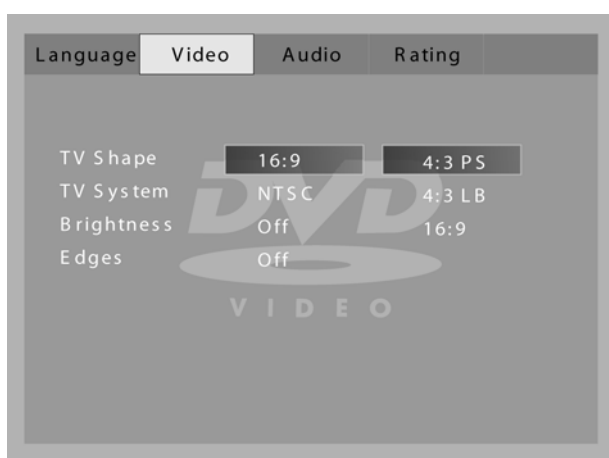 Language Video Audio Rating
TV Shape 16:9 4:3 PS
TV System NTSC 4:3 LB
Brightness Off 16:9
Edges Off
DVD
VIDEO